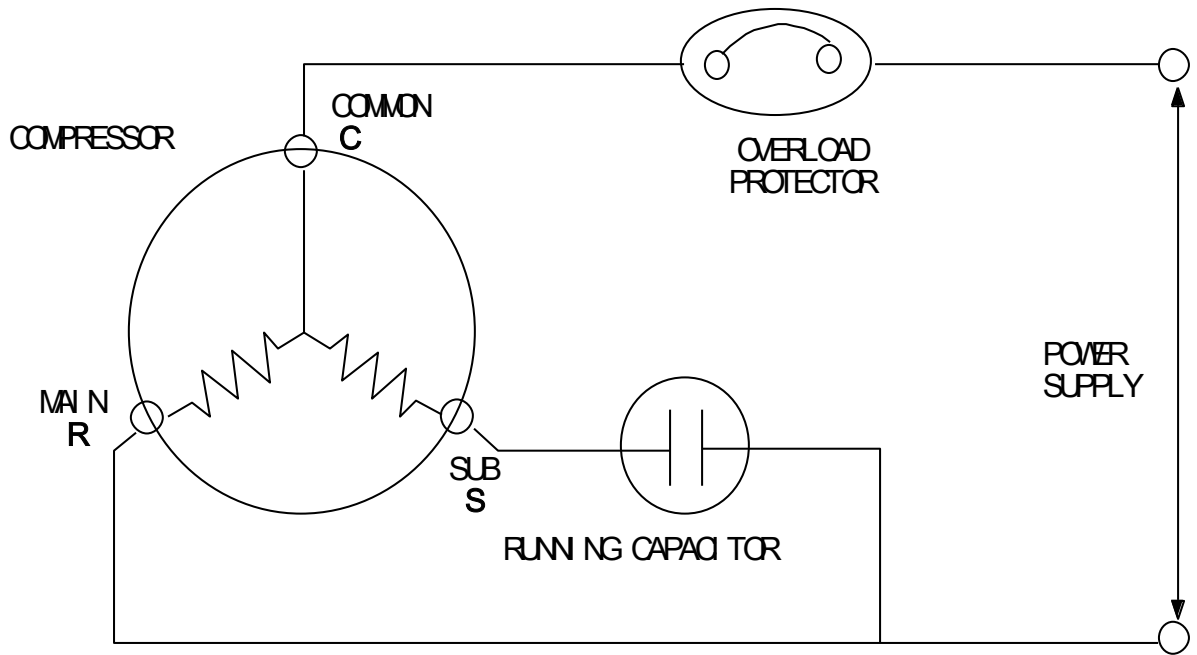 COMMON
C
COMPRESSOR
OVERLOAD
PROTECTOR
POWER
SUPPLY
MAIN
R
SUB
S
RUNNING CAPACITOR